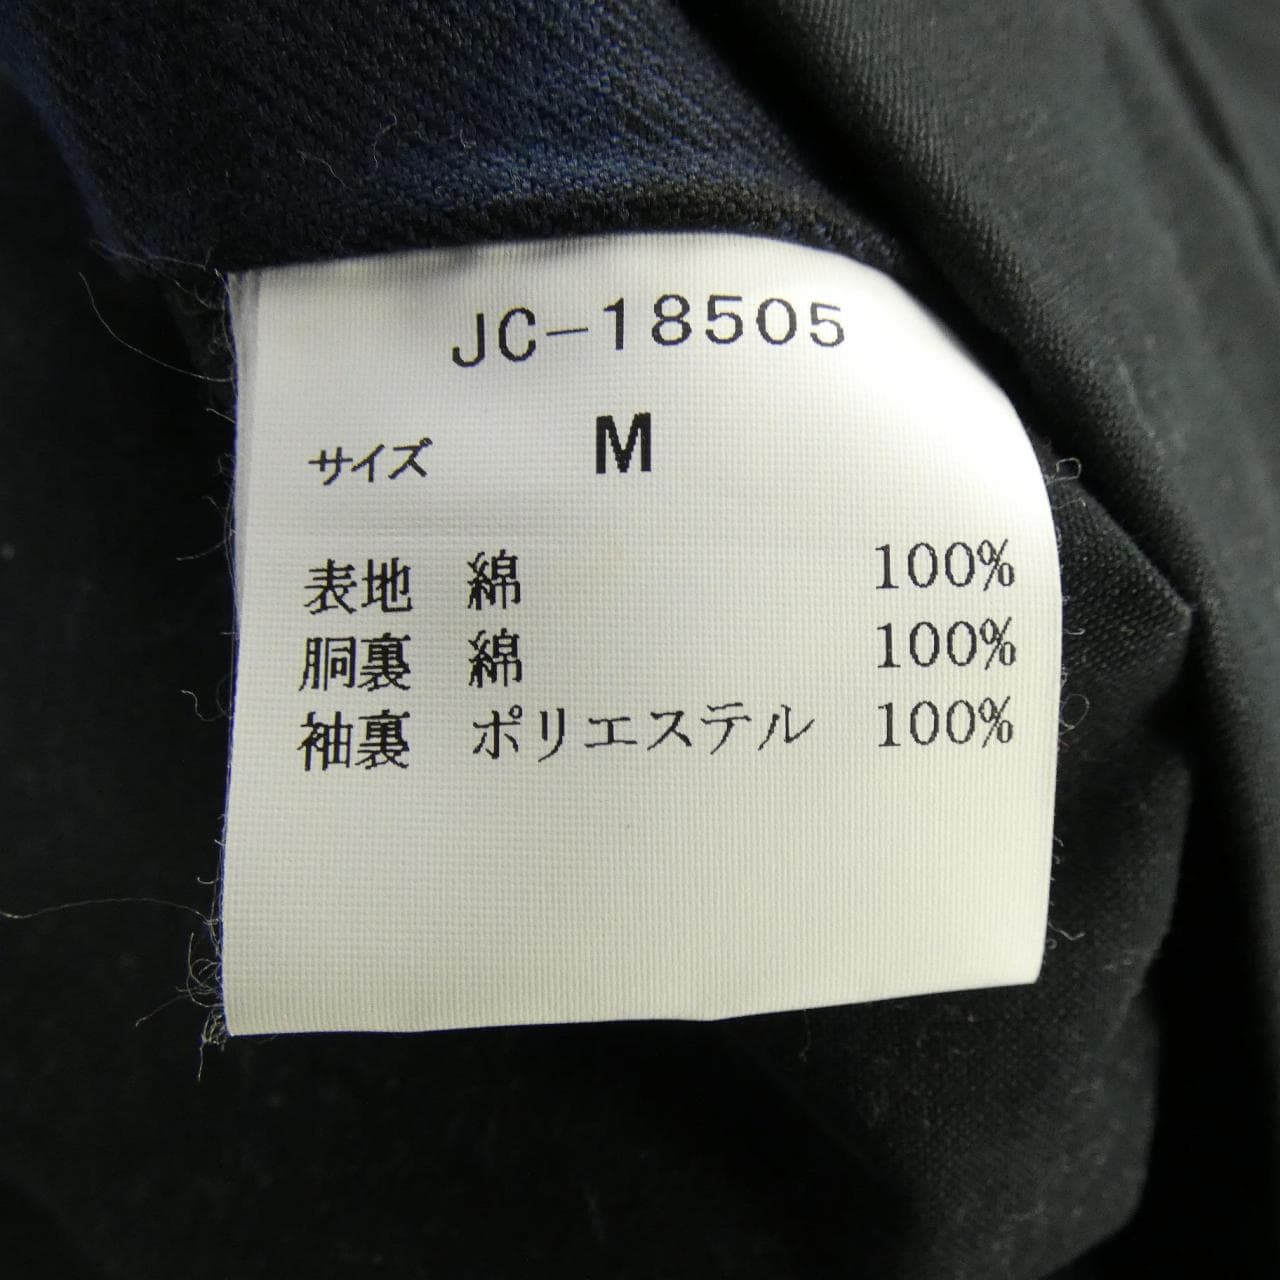 JC-18505
サイズ M
表地 綿 100%
胴裏 綿 100%
袖裏 ポリエステル 100%